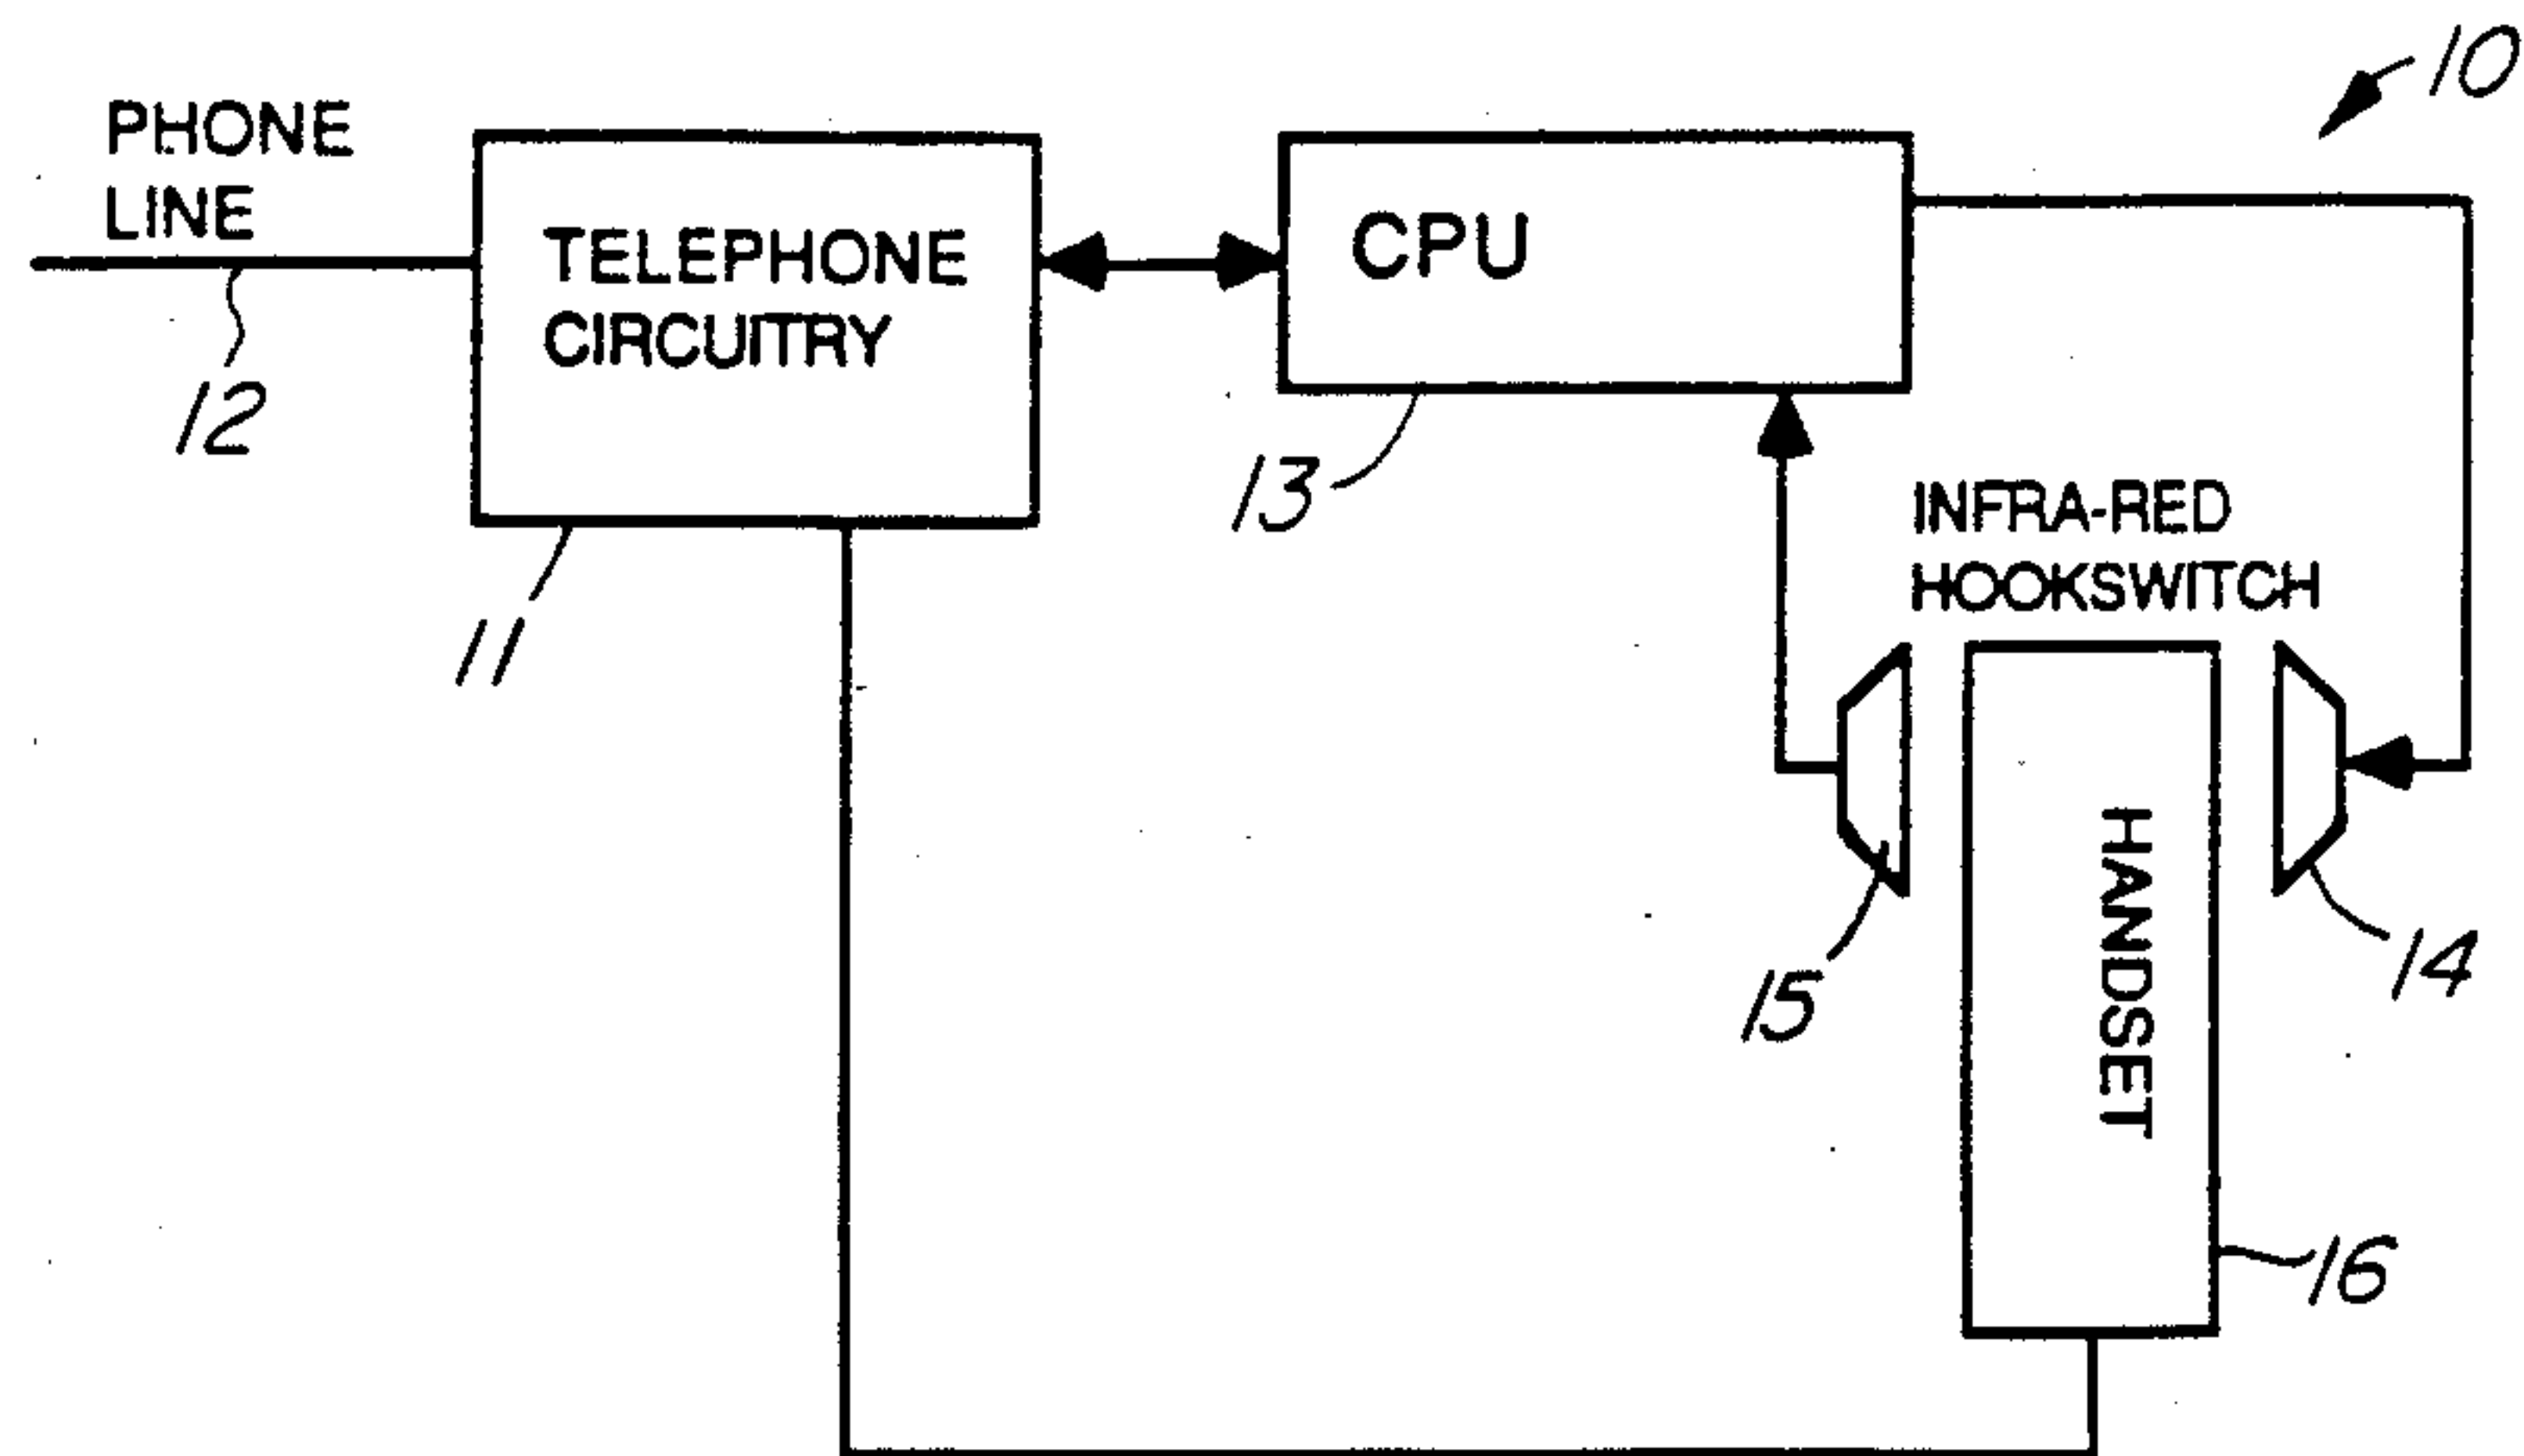 10
PHONE
LINE
TELEPHONE
CIRCUITRY
CPU
12
13
11
INFRA-RED
HOOKSWITCH
HANDSET
15
14
16